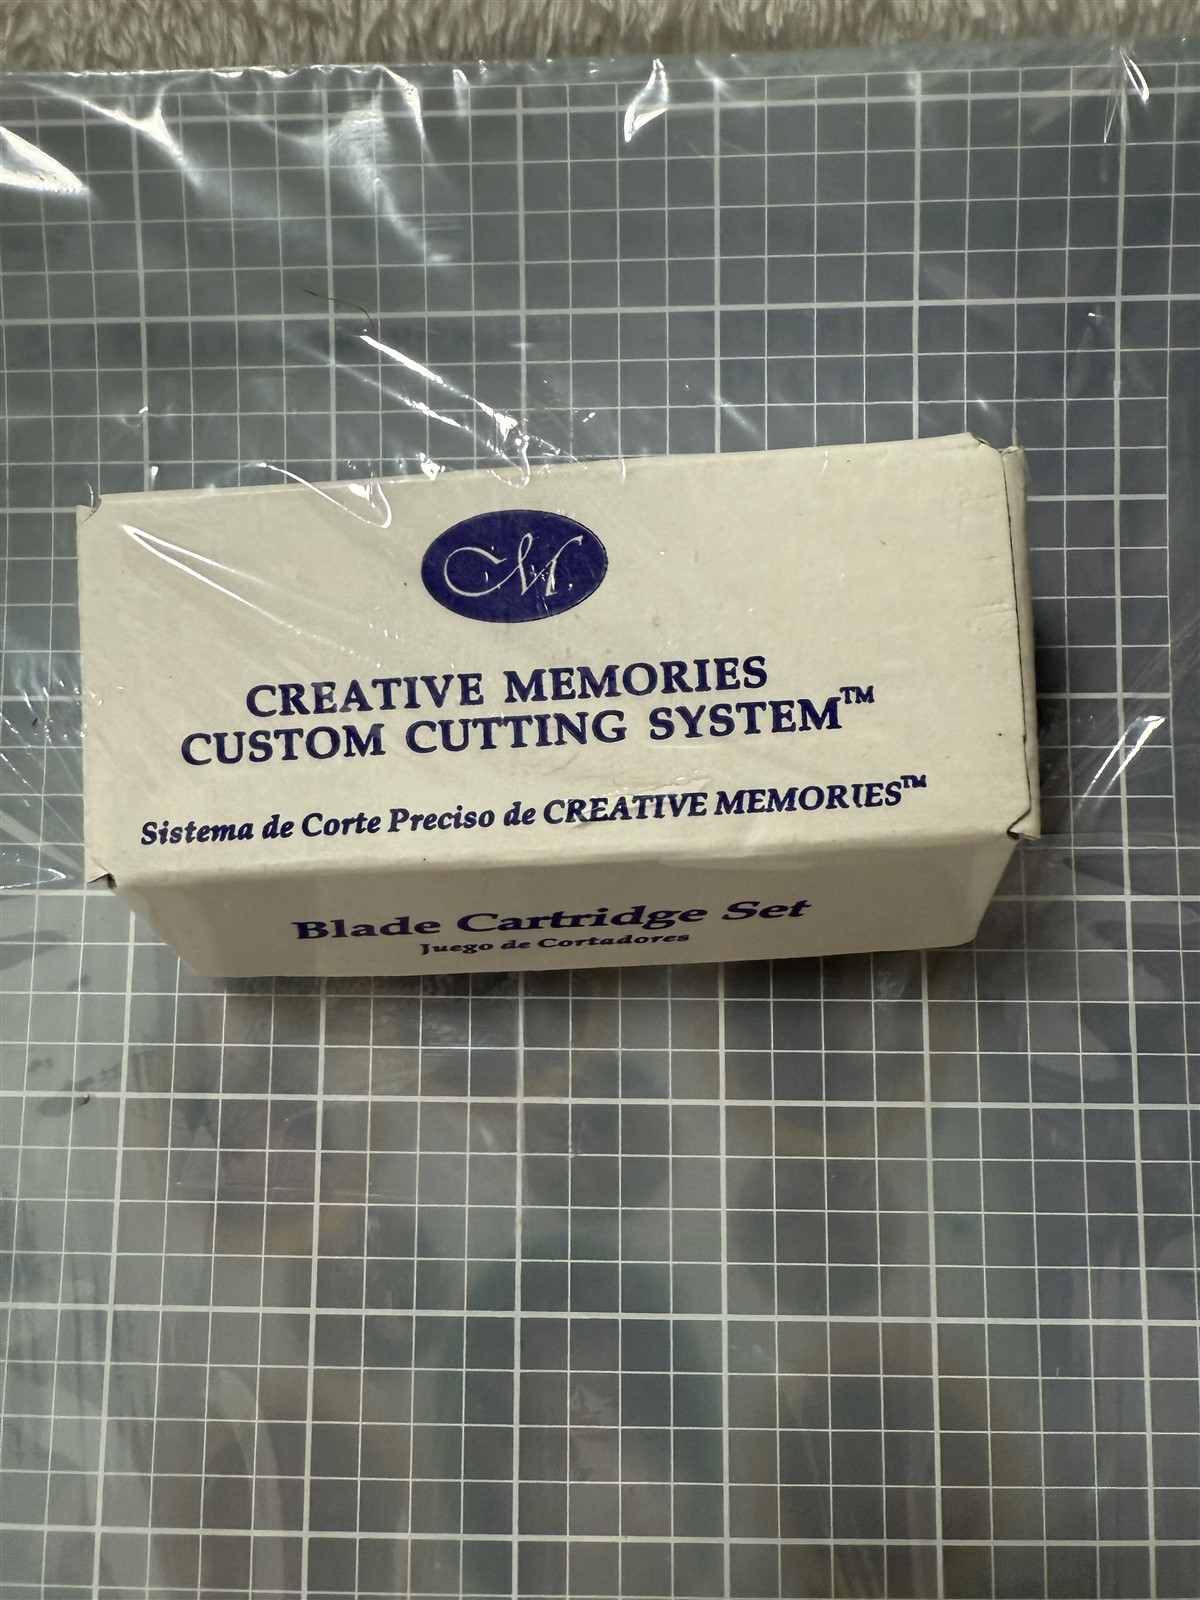 CM
CREATIVE MEMORIES
CUSTOM CUTTING SYSTEM™
Sistema de Corte Preciso de CREATIVE MEMORIES™
Blade Cartridge Set
Juego de Cortadores